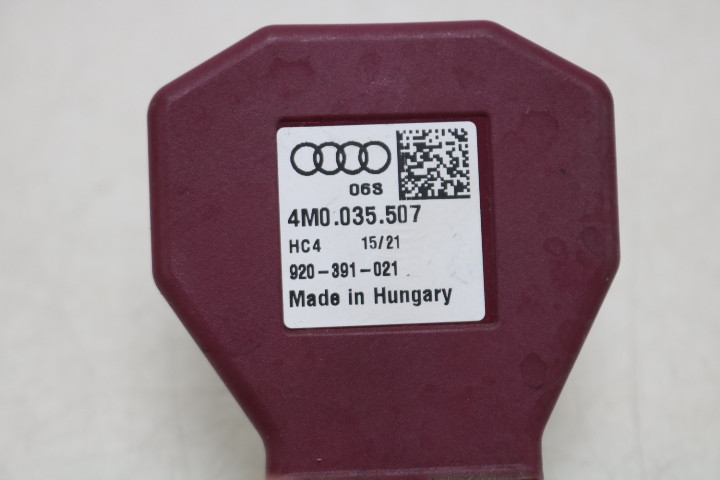 06S
4M0.035.507
HC4 15/21
920-391-021
Made in Hungary